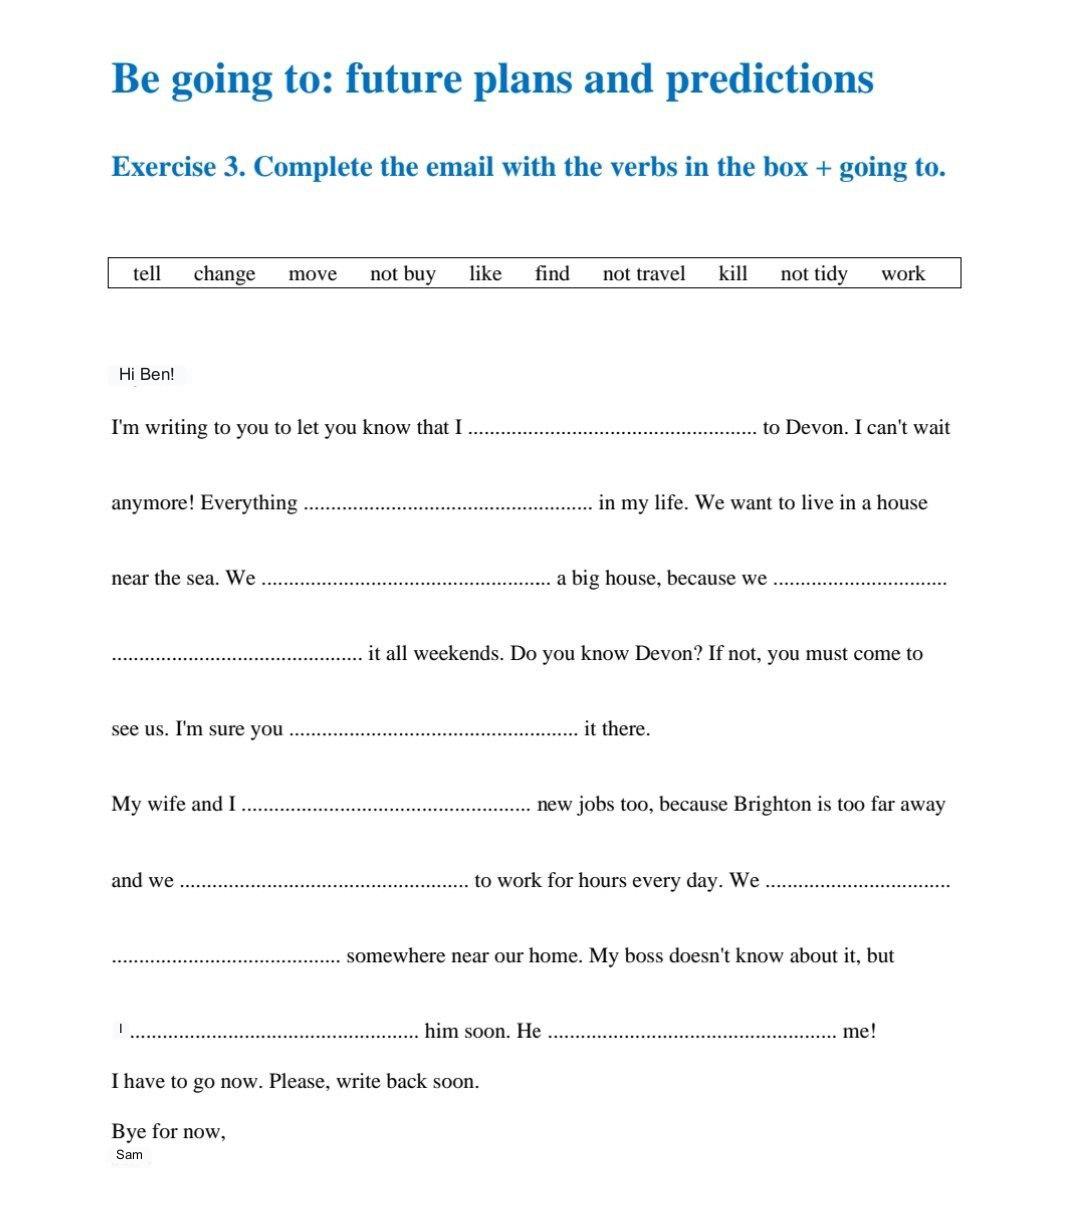 Be going to: future plans and predictions
Exercise 3. Complete the email with the verbs in the box + going to.
tell change move not buy like find not travel kill not tidy work
Hi Ben!
I'm writing to you to let you know that I ..................................................... to Devon. I can't wait
anymore! Everything ..................................................... in my life. We want to live in a house
near the sea. We ..................................................... a big house, because we ................................
.............................................. it all weekends. Do you know Devon? If not, you must come to
see us. I'm sure you ..................................................... it there.
My wife and I ..................................................... new jobs too, because Brighton is too far away
and we ..................................................... to work for hours every day. We ..................................
.......................................... somewhere near our home. My boss doesn't know about it, but
I ..................................................... him soon. He ..................................................... me!
I have to go now. Please, write back soon.
Bye for now,
Sam